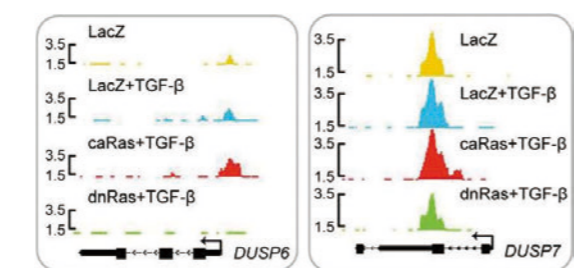 LacZ
3.5
1.5
LacZ+TGF-β
3.5
1.5
caRas+TGF-β
3.5
1.5
dnRas+TGF-β
3.5
1.5
DUSP6
LacZ
3.5
1.5
LacZ+TGF-β
3.5
1.5
caRas+TGF-β
3.5
1.5
dnRas+TGF-β
3.5
1.5
DUSP7